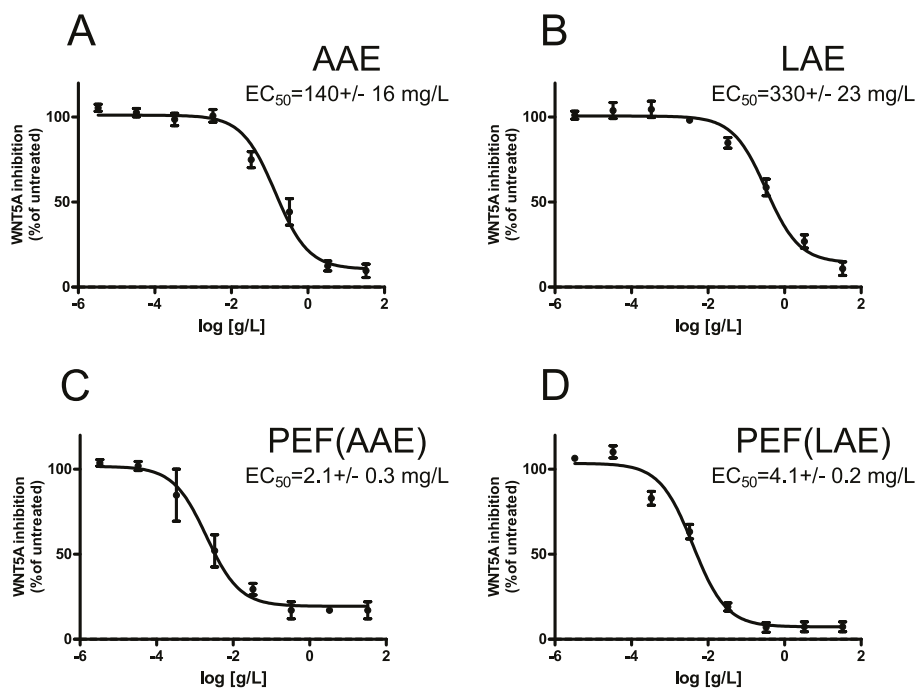 A
AAE
EC50=140+/- 16 mg/L
WNT5A inhibition
(% of untreated)
100
50
0
-6
-4
-2
0
2
log [g/L]
B
LAE
EC50=330+/- 23 mg/L
WNT5A inhibition
(% of untreated)
100
50
0
-6
-4
-2
0
2
log [g/L]
C
PEF(AAE)
EC50=2.1+/- 0.3 mg/L
WNT5A inhibition
(% of untreated)
100
50
0
-6
-4
-2
0
2
log [g/L]
D
PEF(LAE)
EC50=4.1+/- 0.2 mg/L
WNT5A inhibition
(% of untreated)
100
50
0
-6
-4
-2
0
2
log [g/L]